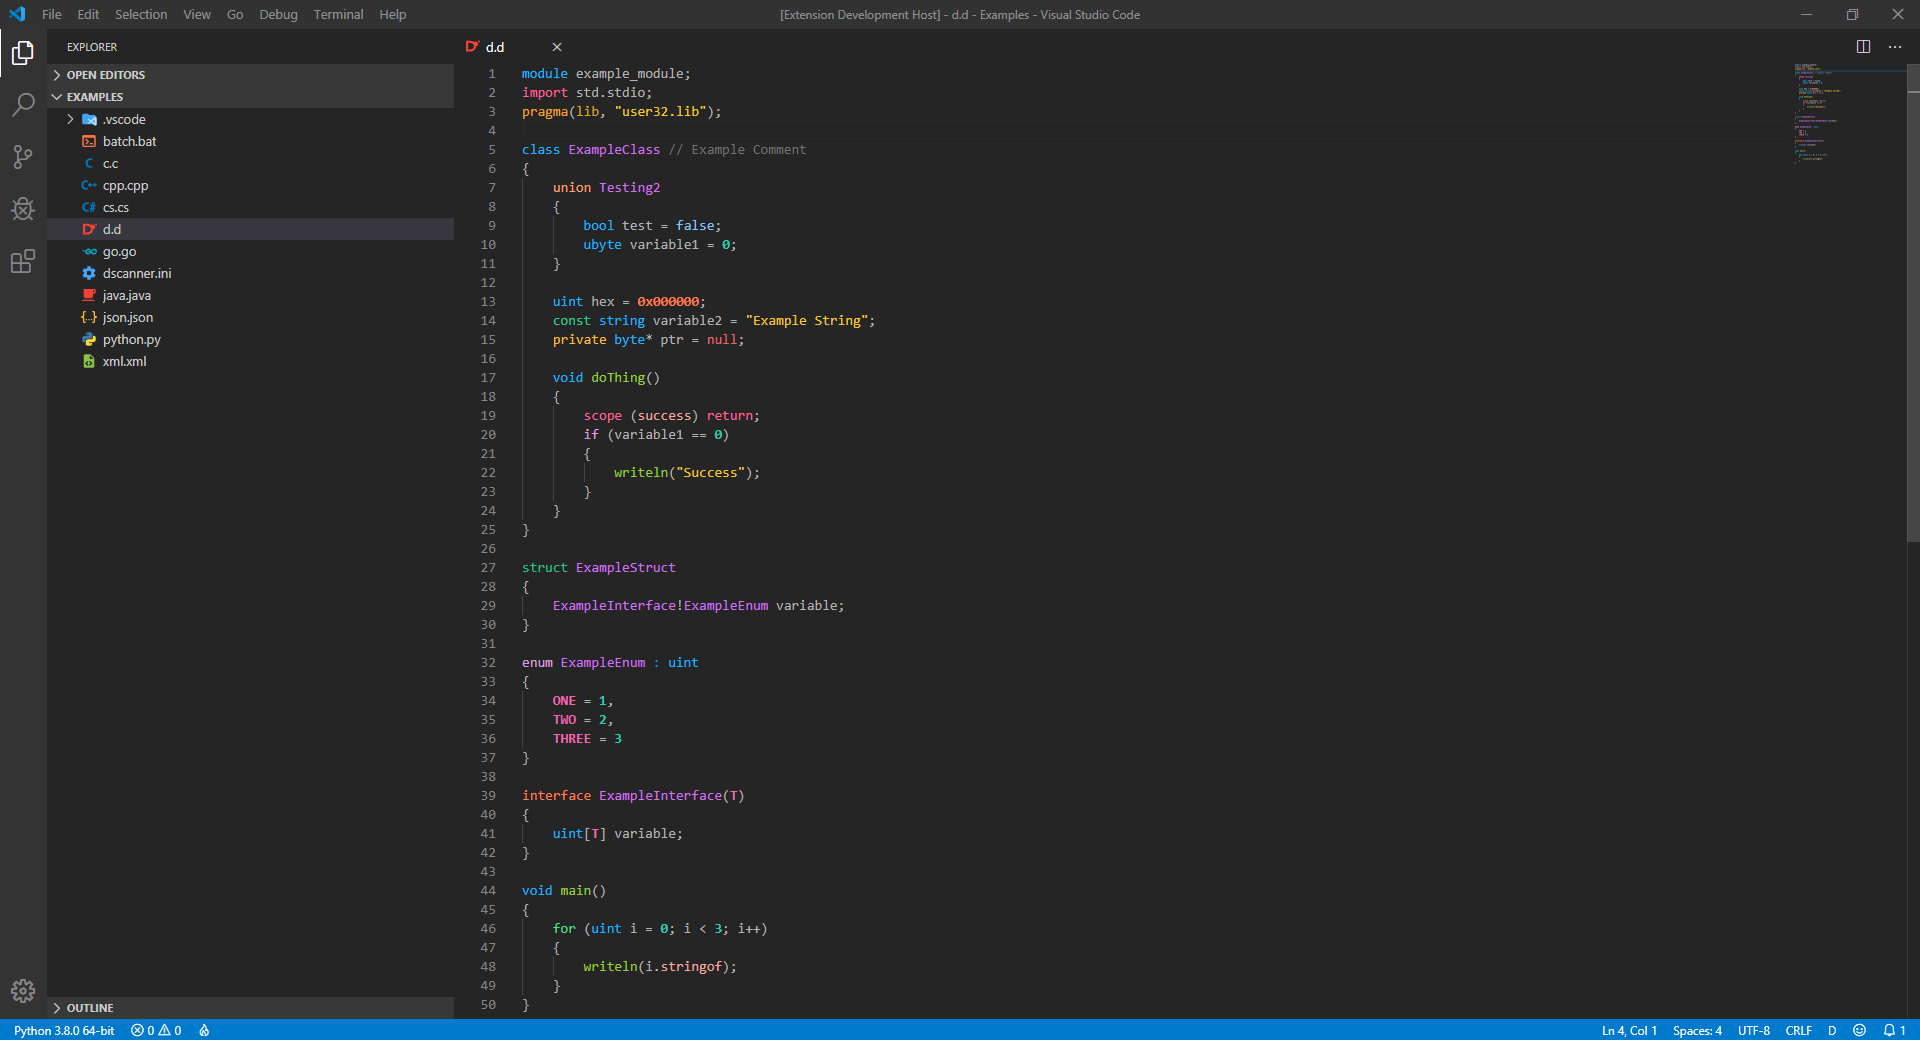 File Edit Selection View Go Debug Terminal Help
[Extension Development Host] - d.d - Examples - Visual Studio Code
EXPLORER
OPEN EDITORS
EXAMPLES
.vscode
batch.bat
C c.c
C++ cpp.cpp
C# cs.cs
d.d
GO go.go
dscanner.ini
java.java
{..} json.json
python.py
xml.xml
OUTLINE
d.d
1 module example_module;
2 import std.stdio;
3 pragma(lib, "user32.lib");
4
5 class ExampleClass // Example Comment
6 {
7     union Testing2
8     {
9         bool test = false;
10         ubyte variable1 = 0;
11     }
12
13     uint hex = 0x000000;
14     const string variable2 = "Example String";
15     private byte* ptr = null;
16
17     void doThing()
18     {
19         scope (success) return;
20         if (variable1 == 0)
21         {
22             writeln("Success");
23         }
24     }
25 }
26
27 struct ExampleStruct
28 {
29     ExampleInterface!ExampleEnum variable;
30 }
31
32 enum ExampleEnum : uint
33 {
34     ONE = 1,
35     TWO = 2,
36     THREE = 3
37 }
38
39 interface ExampleInterface(T)
40 {
41     uint[T] variable;
42 }
43
44 void main()
45 {
46     for (uint i = 0; i < 3; i++)
47     {
48         writeln(i.stringof);
49     }
50 }
Python 3.8.0 64-bit 0 0
Ln 4, Col 1 Spaces: 4 UTF-8 CRLF D 1